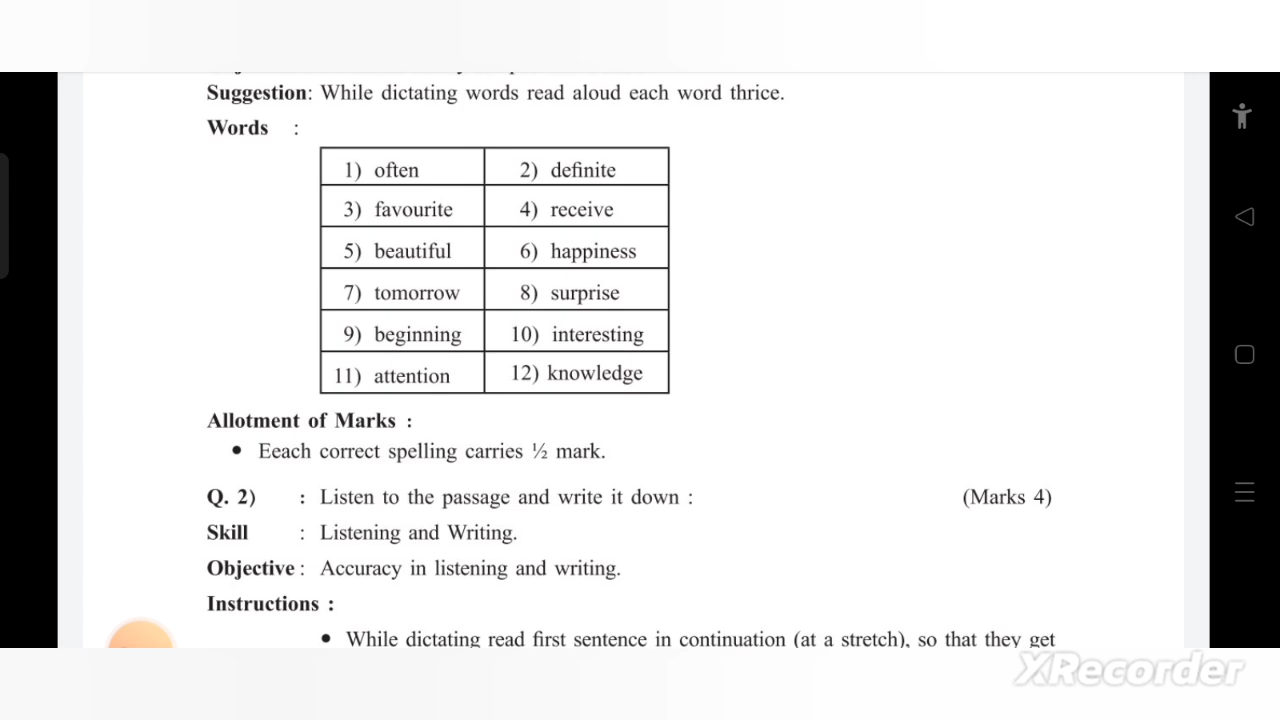 Suggestion: While dictating words read aloud each word thrice.
Words :
1) often 2) definite
3) favourite 4) receive
5) beautiful 6) happiness
7) tomorrow 8) surprise
9) beginning 10) interesting
11) attention 12) knowledge
Allotment of Marks :
• Eeach correct spelling carries ½ mark.
Q. 2) : Listen to the passage and write it down : (Marks 4)
Skill : Listening and Writing.
Objective : Accuracy in listening and writing.
Instructions :
• While dictating read first sentence in continuation (at a stretch), so that they get
XRecorder